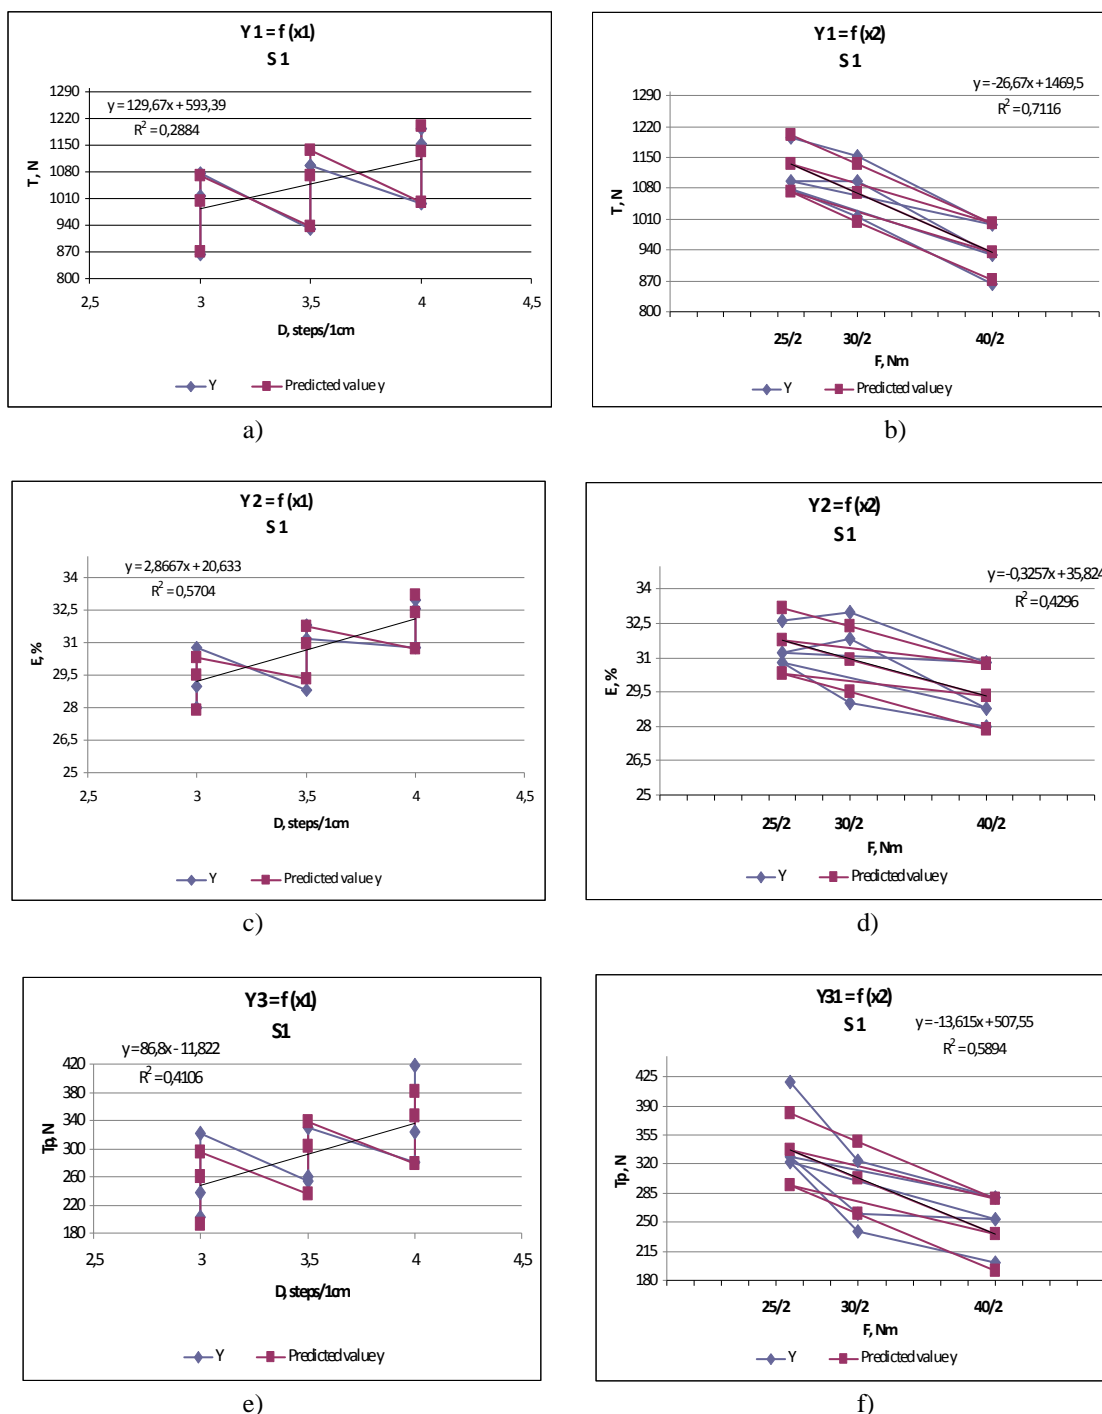 Y1 = f (x1)
S 1
y = 129,67x + 593,39
R² = 0,2884
T, N
1290
1220
1150
1080
1010
940
870
800
2,5
3
3,5
4
4,5
D, steps/1cm
Y
Predicted value y
a)
Y1 = f (x2)
S 1
y = -26,67x + 1469,5
R² = 0,7116
T, N
1290
1220
1150
1080
1010
940
870
800
25/2
30/2
40/2
F, Nm
Y
Predicted value y
b)
Y2 = f (x1)
S 1
y = 2,8667x + 20,633
R² = 0,5704
E, %
34
32,5
31
29,5
28
26,5
25
2,5
3
3,5
4
4,5
D, steps/1cm
Y
Predicted value y
c)
Y2 = f (x2)
S 1
y = -0,3257x + 35,824
R² = 0,4296
E, %
34
32,5
31
29,5
28
26,5
25
25/2
30/2
40/2
F, Nm
Y
Predicted value y
d)
Y3 = f (x1)
S1
y = 86,8x - 11,822
R² = 0,4106
Tp, N
420
380
340
300
260
220
180
2,5
3
3,5
4
4,5
D, steps/1cm
Y
Predicted value y
e)
Y31 = f (x2)
S 1
y = -13,615x + 507,55
R² = 0,5894
Tp, N
425
390
355
320
285
250
215
180
25/2
30/2
40/2
F, Nm
Y
Predicted value y
f)